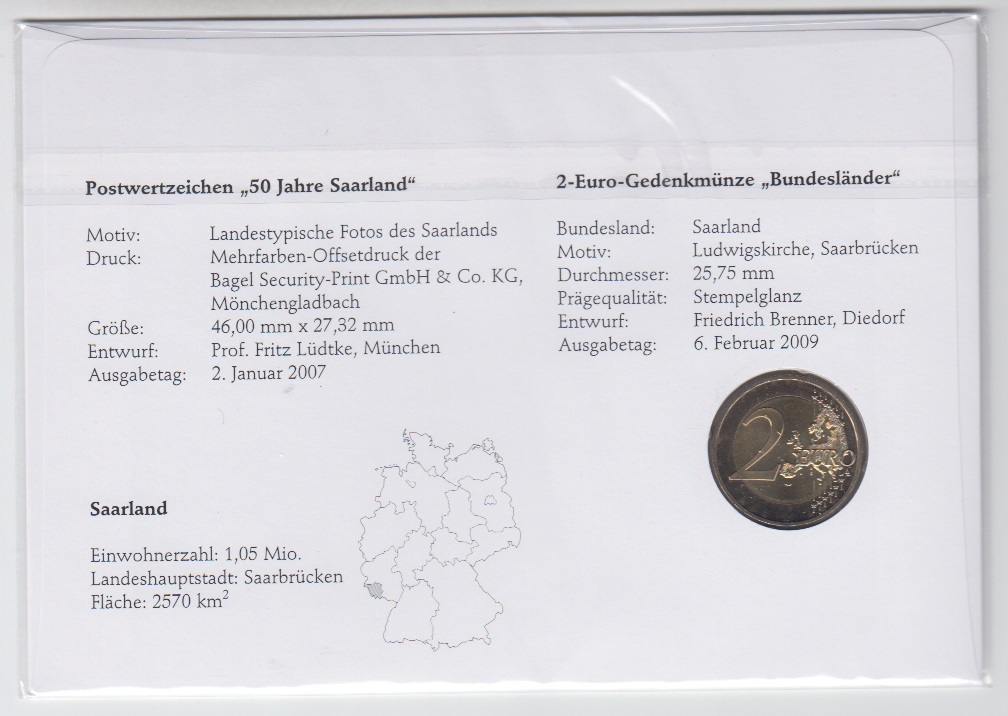 Postwertzeichen „50 Jahre Saarland“
Motiv: Landestypische Fotos des Saarlands
Druck: Mehrfarben-Offsetdruck der
Bagel Security-Print GmbH & Co. KG,
Mönchengladbach
Größe: 46,00 mm x 27,32 mm
Entwurf: Prof. Fritz Lüdtke, München
Ausgabetag: 2. Januar 2007
2-Euro-Gedenkmünze „Bundesländer“
Bundesland: Saarland
Motiv: Ludwigskirche, Saarbrücken
Durchmesser: 25,75 mm
Prägequalität: Stempelglanz
Entwurf: Friedrich Brenner, Diedorf
Ausgabetag: 6. Februar 2009
2 EURO
Saarland
Einwohnerzahl: 1,05 Mio.
Landeshauptstadt: Saarbrücken
Fläche: 2570 km²